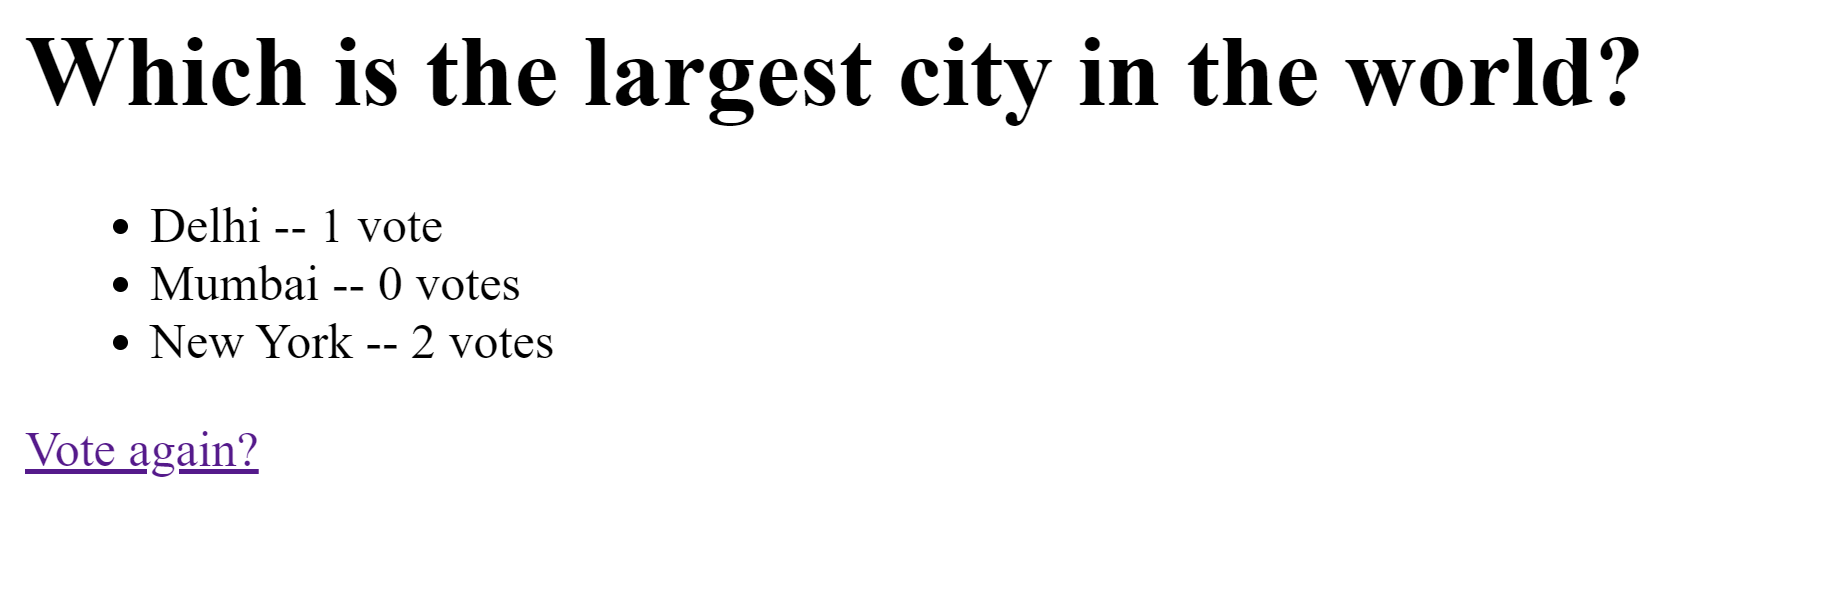 Which is the largest city in the world?
• Delhi -- 1 vote
• Mumbai -- 0 votes
• New York -- 2 votes
Vote again?